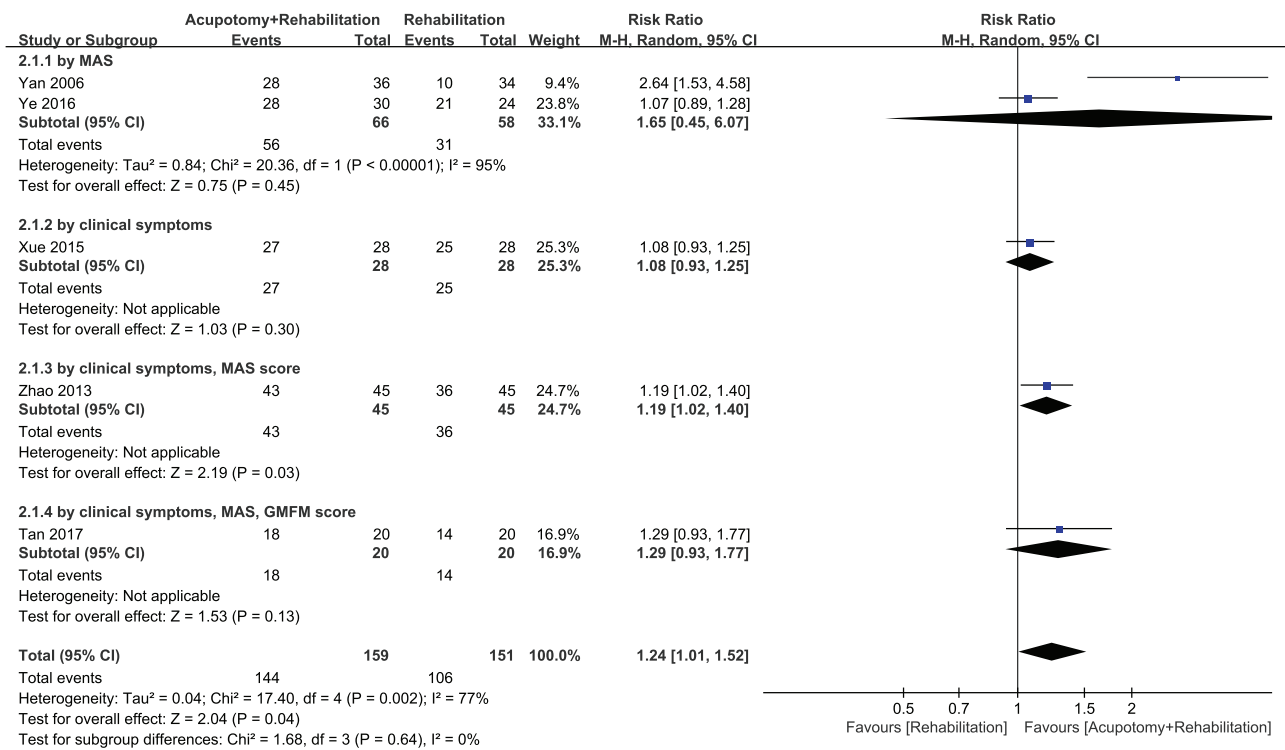 Acupotomy+Rehabilitation Rehabilitation Risk Ratio Risk Ratio
Study or Subgroup Events Total Events Total Weight M-H, Random, 95% CI M-H, Random, 95% CI
2.1.1 by MAS
Yan 2006 28 36 10 34 9.4% 2.64 [1.53, 4.58]
Ye 2016 28 30 21 24 23.8% 1.07 [0.89, 1.28]
Subtotal (95% CI) 66 58 33.1% 1.65 [0.45, 6.07]
Total events 56 31
Heterogeneity: Tau² = 0.84; Chi² = 20.36, df = 1 (P < 0.00001); I² = 95%
Test for overall effect: Z = 0.75 (P = 0.45)
2.1.2 by clinical symptoms
Xue 2015 27 28 25 28 25.3% 1.08 [0.93, 1.25]
Subtotal (95% CI) 28 28 25.3% 1.08 [0.93, 1.25]
Total events 27 25
Heterogeneity: Not applicable
Test for overall effect: Z = 1.03 (P = 0.30)
2.1.3 by clinical symptoms, MAS score
Zhao 2013 43 45 36 45 24.7% 1.19 [1.02, 1.40]
Subtotal (95% CI) 45 45 24.7% 1.19 [1.02, 1.40]
Total events 43 36
Heterogeneity: Not applicable
Test for overall effect: Z = 2.19 (P = 0.03)
2.1.4 by clinical symptoms, MAS, GMFM score
Tan 2017 18 20 14 20 16.9% 1.29 [0.93, 1.77]
Subtotal (95% CI) 20 20 16.9% 1.29 [0.93, 1.77]
Total events 18 14
Heterogeneity: Not applicable
Test for overall effect: Z = 1.53 (P = 0.13)
Total (95% CI) 159 151 100.0% 1.24 [1.01, 1.52]
Total events 144 106
Heterogeneity: Tau² = 0.04; Chi² = 17.40, df = 4 (P = 0.002); I² = 77%
Test for overall effect: Z = 2.04 (P = 0.04)
Test for subgroup differences: Chi² = 1.68, df = 3 (P = 0.64), I² = 0%
0.5 0.7 1 1.5 2
Favours [Rehabilitation] Favours [Acupotomy+Rehabilitation]